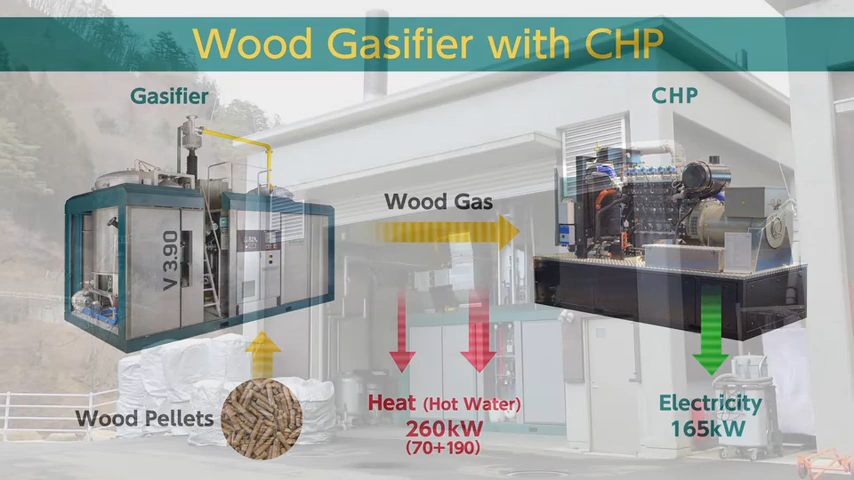 Wood Gasifier with CHP
Gasifier
CHP
V 3.90
Wood Gas
Wood Pellets
Heat (Hot Water)
260kW
(70+190)
Electricity
165kW